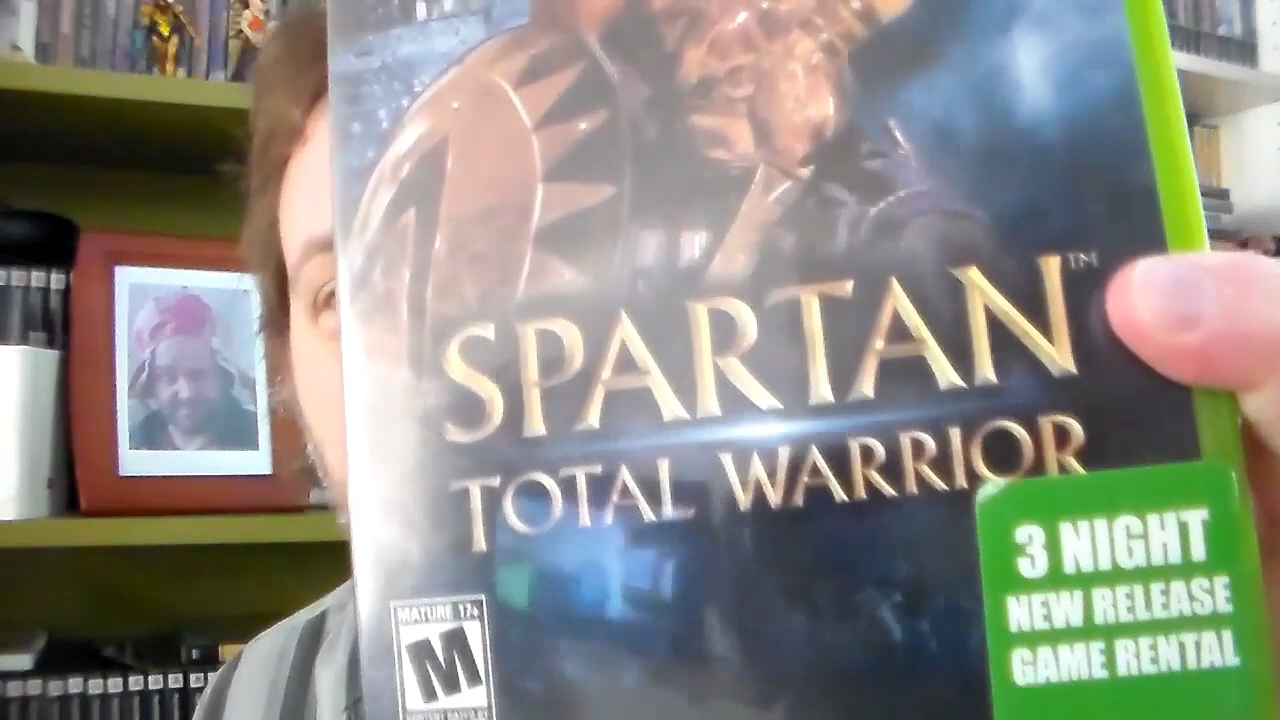 SPARTAN™
TOTAL WARRIOR
3 NIGHT
NEW RELEASE
GAME RENTAL
MATURE 17+
M